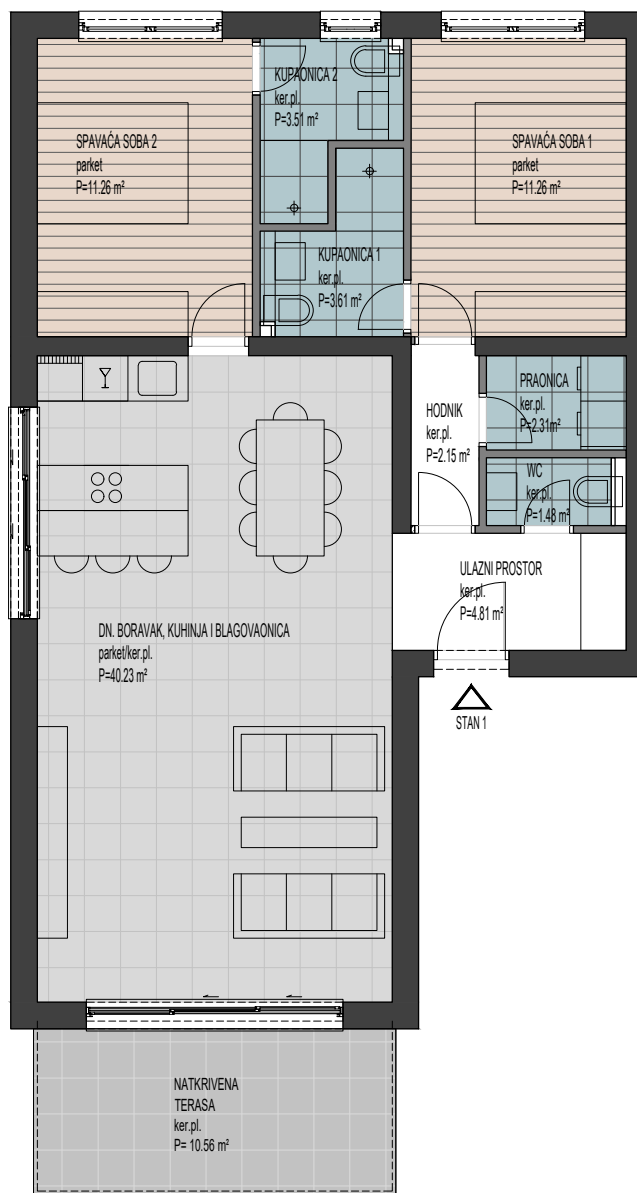 KUPAONICA 2
ker.pl.
P=3.51 m²
SPAVAĆA SOBA 2
parket
P=11.26 m²
SPAVAĆA SOBA 1
parket
P=11.26 m²
KUPAONICA 1
ker.pl.
P=3.61 m²
PRAONICA
ker.pl.
P=2.31m²
HODNIK
ker.pl.
P=2.15 m²
WC
ker.pl.
P=1.48 m²
ULAZNI PROSTOR
ker.pl.
P=4.81 m²
DN. BORAVAK, KUHINJA I BLAGOVAONICA
parket/ker.pl.
P=40.23 m²
STAN 1
NATKRIVENA
TERASA
ker.pl.
P= 10.56 m²